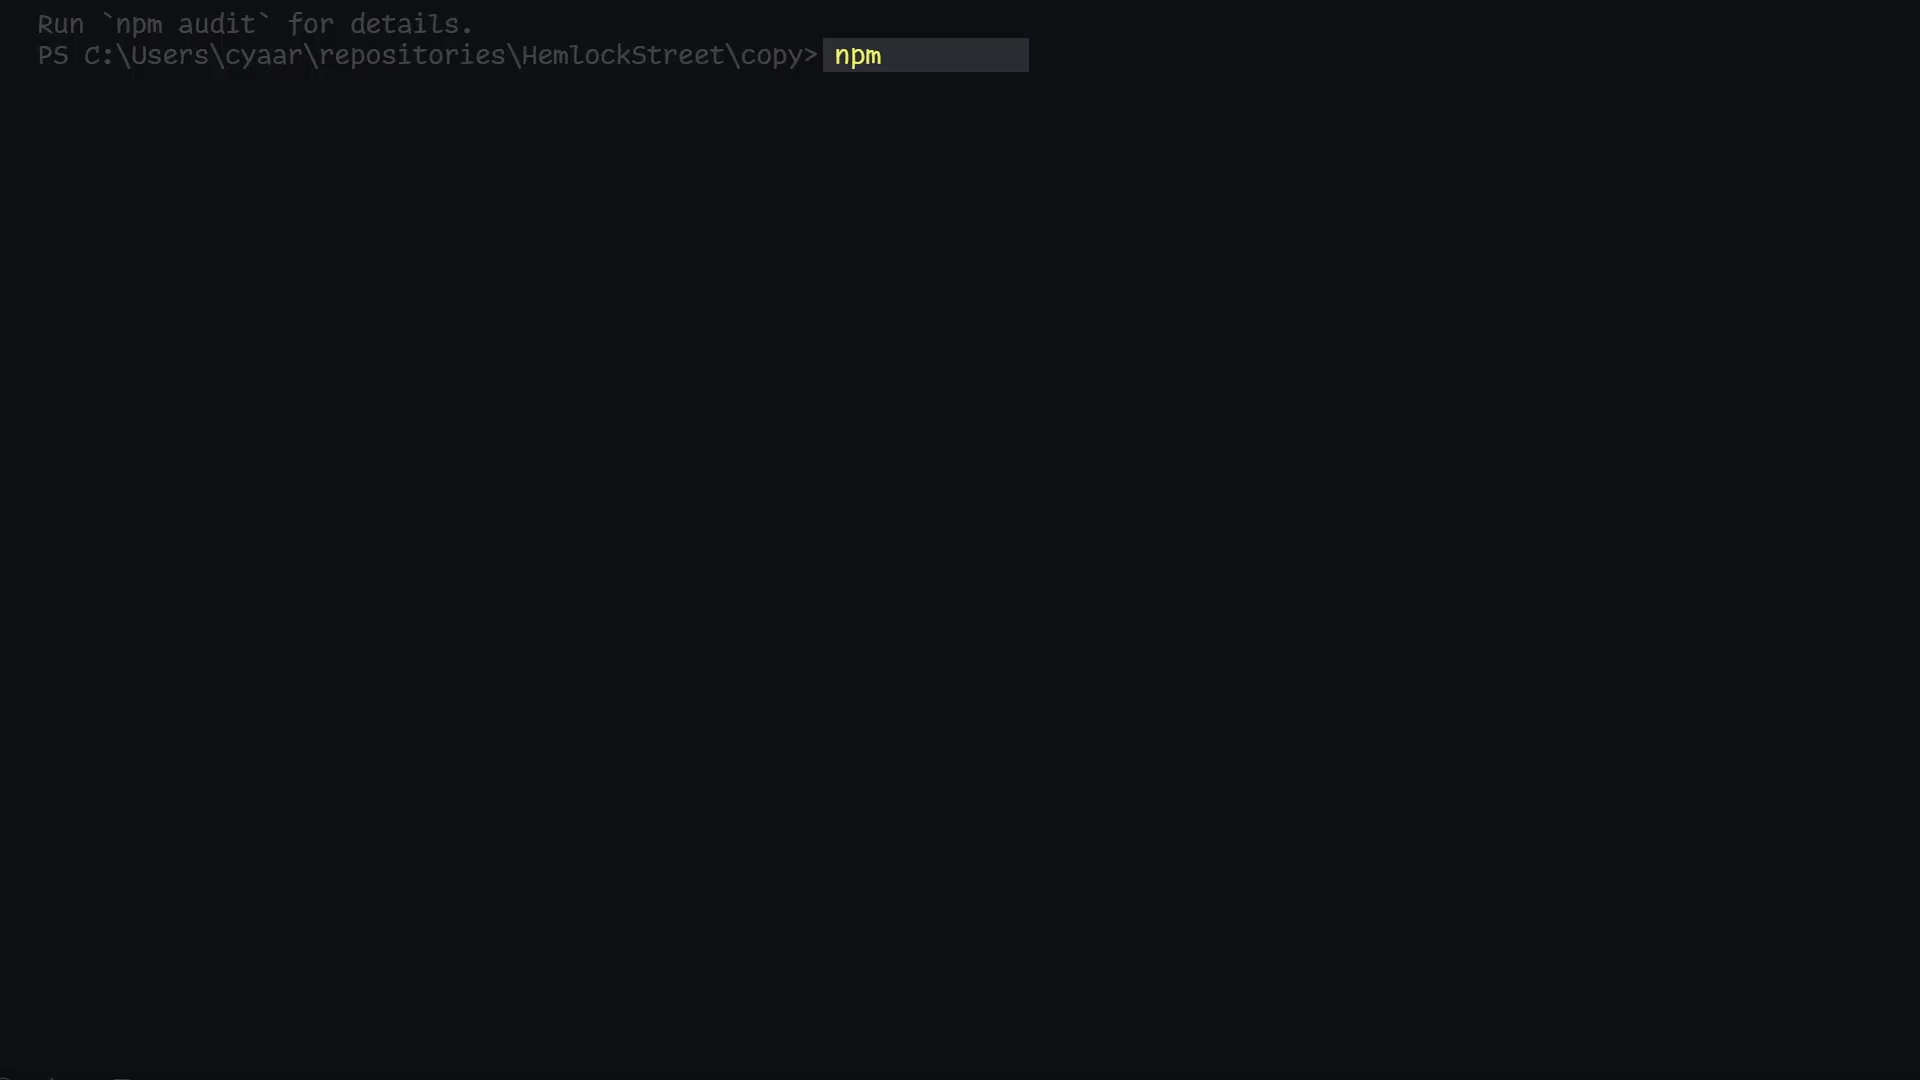 Run `npm audit` for details.
PS C:\Users\cyaar\repositories\HemlockStreet\copy> npm